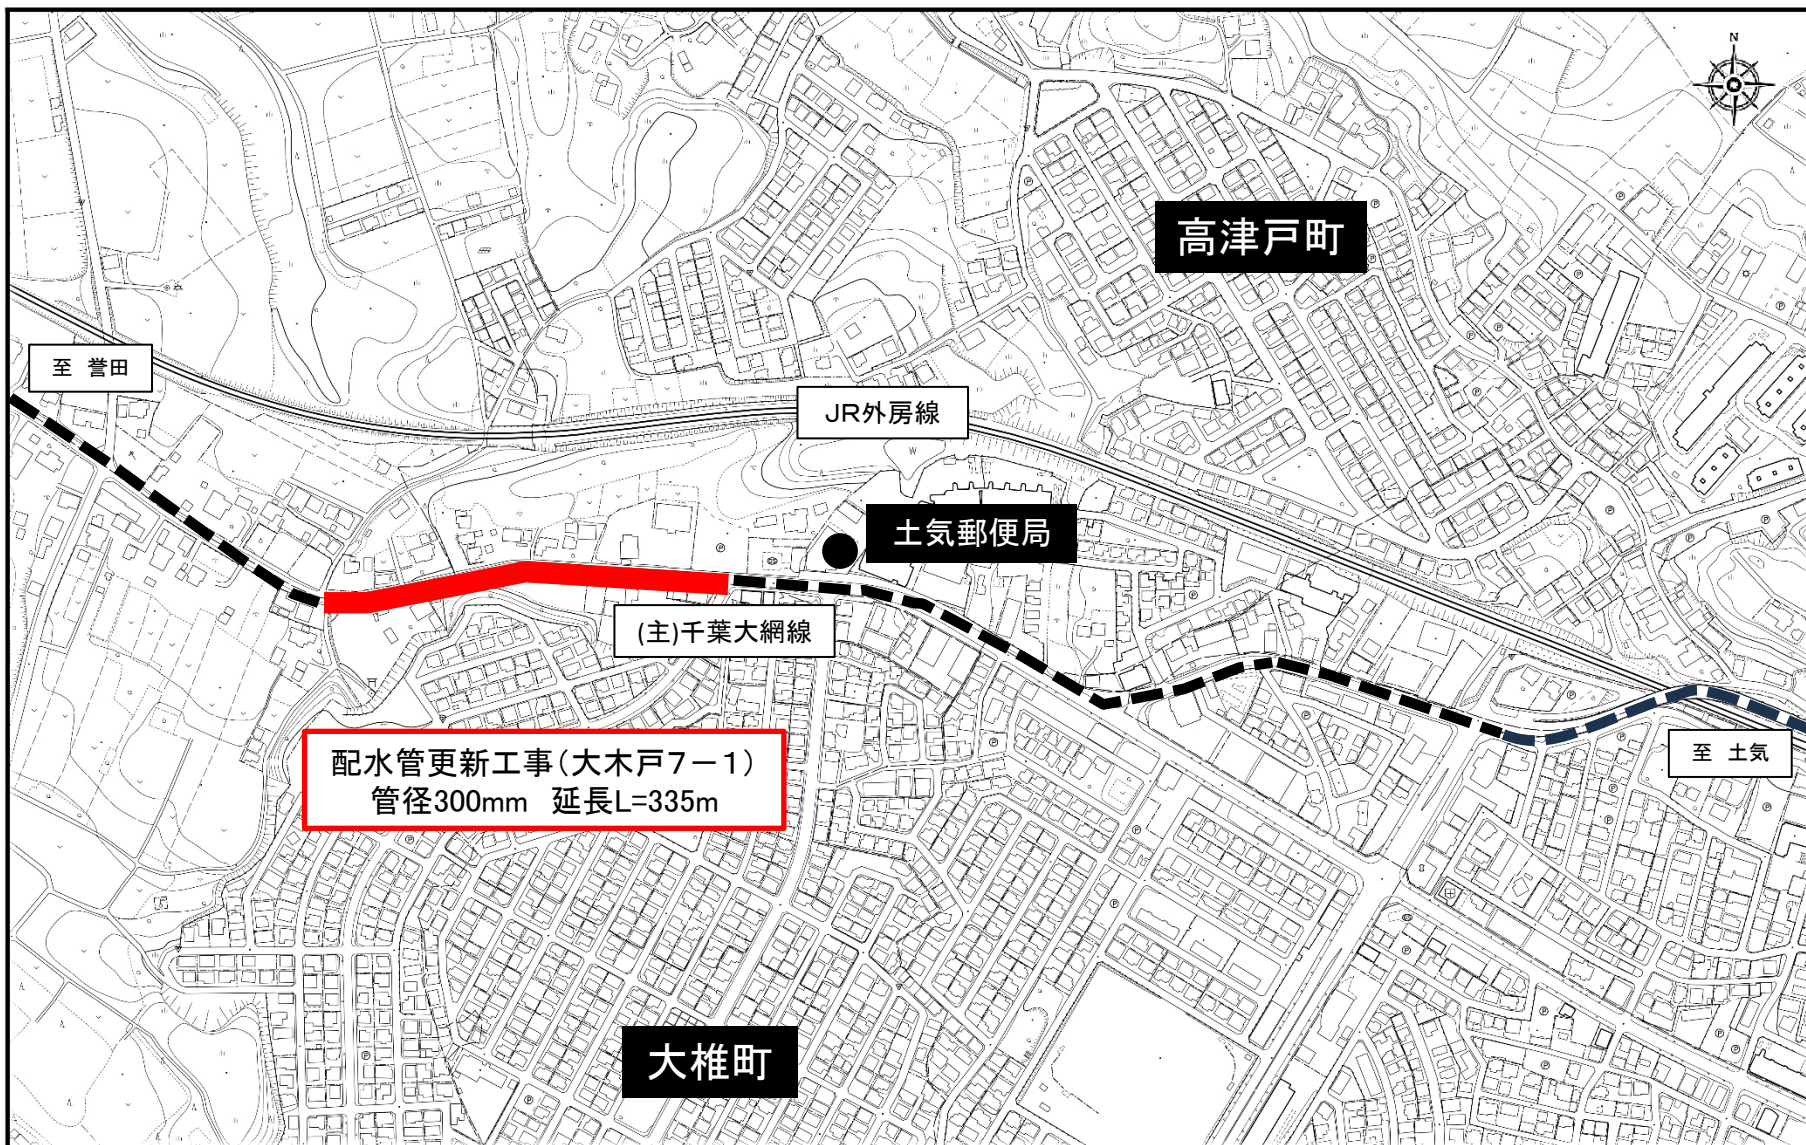 N
高津戸町
至 誉田
JR外房線
土気郵便局
(主)千葉大網線
至 土気
配水管更新工事(大木戸7-1)
管径300mm 延長L=335m
大椎町